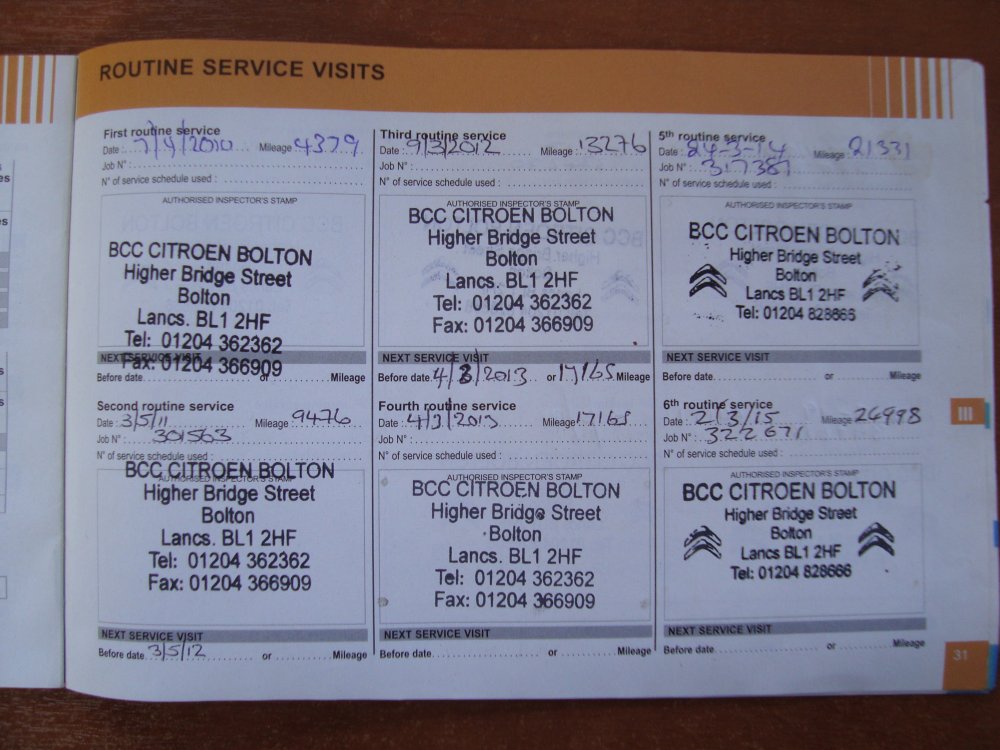 ROUTINE SERVICE VISITS
First routine service
Date : 7/9/2010 Mileage 4379
Job N° :
N° of service schedule used :
AUTHORISED INSPECTOR'S STAMP
BCC CITROEN BOLTON
Higher Bridge Street
Bolton
Lancs. BL1 2HF
Tel: 01204 362362
Fax: 01204 366909
NEXT SERVICE VISIT
Before date or Mileage
Second routine service
Date : 3/5/11 Mileage : 9476
Job N° : 301563
N° of service schedule used :
AUTHORISED INSPECTOR'S STAMP
BCC CITROEN BOLTON
Higher Bridge Street
Bolton
Lancs. BL1 2HF
Tel: 01204 362362
Fax: 01204 366909
NEXT SERVICE VISIT
Before date 3/5/12 or Mileage
Third routine service
Date : 9/3/2012 Mileage : 13276
Job N° :
N° of service schedule used :
AUTHORISED INSPECTOR'S STAMP
BCC CITROEN BOLTON
Higher Bridge Street
Bolton
Lancs. BL1 2HF
Tel: 01204 362362
Fax: 01204 366909
NEXT SERVICE VISIT
Before date 4/3/2013 or 17165 Mileage
Fourth routine service
Date : 4/3/2013 Mileage : 17165
Job N° :
N° of service schedule used :
AUTHORISED INSPECTOR'S STAMP
BCC CITROEN BOLTON
Higher Bridge Street
Bolton
Lancs. BL1 2HF
Tel: 01204 362362
Fax: 01204 366909
NEXT SERVICE VISIT
Before date or Mileage
5th routine service
Date : 24-3-14 Mileage : 21331
Job N° : 317387
N° of service schedule used :
AUTHORISED INSPECTOR'S STAMP
BCC CITROEN BOLTON
Higher Bridge Street
Bolton
Lancs BL1 2HF
Tel: 01204 828666
NEXT SERVICE VISIT
Before date or Mileage
6th routine service
Date : 2/3/15 Mileage 26998
Job N° : 322671
N° of service schedule used :
AUTHORISED INSPECTOR'S STAMP
BCC CITROEN BOLTON
Higher Bridge Street
Bolton
Lancs BL1 2HF
Tel: 01204 828666
NEXT SERVICE VISIT
Before date or Mileage
III
31